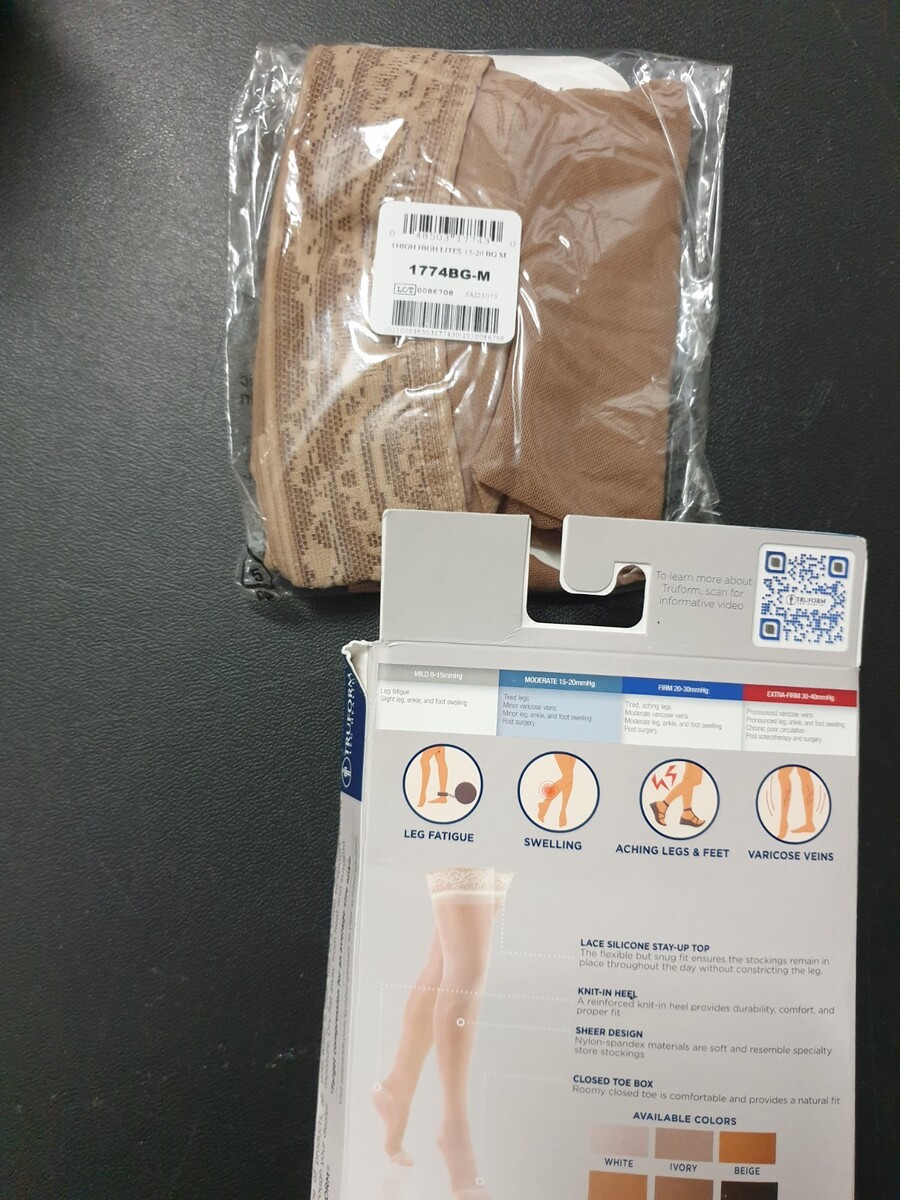 0 48503 17743 0
THIGH HIGH LITES 15-20 BG M
1774BG-M
LOT 0086708
To learn more about
Truform, scan for
informative video
TRUFORM
TRUFORM
MILD 8-15mmHg
Leg fatigue
Slight leg, ankle, and foot swelling
MODERATE 15-20mmHg
Tired legs
Minor varicose veins
Minor leg, ankle, and foot swelling
Post surgery
FIRM 20-30mmHg
Tired, aching legs
Moderate varicose veins
Moderate leg, ankle, and foot swelling
Post surgery
EXTRA-FIRM 30-40mmHg
Pronounced varicose veins
Pronounced leg, ankle, and foot swelling
Chronic poor circulation
Post sclerotherapy and surgery
LEG FATIGUE
SWELLING
ACHING LEGS & FEET
VARICOSE VEINS
LACE SILICONE STAY-UP TOP
The flexible but snug fit ensures the stockings remain in
place throughout the day without constricting the leg.
KNIT-IN HEEL
A reinforced knit-in heel provides durability, comfort, and
proper fit
SHEER DESIGN
Nylon-spandex materials are soft and resemble specialty
store stockings
CLOSED TOE BOX
Roomy closed toe is comfortable and provides a natural fit
AVAILABLE COLORS
WHITE
IVORY
BEIGE